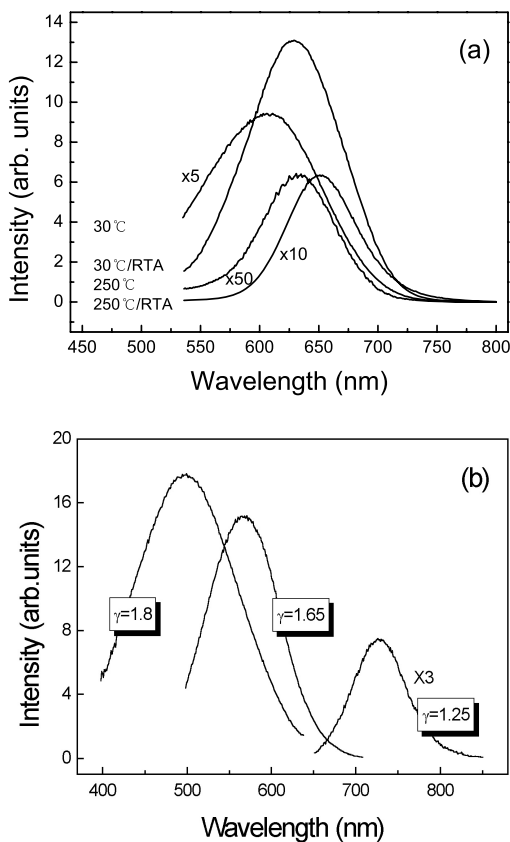 (a)
14
12
10
8
6
4
2
0
Intensity (arb. units)
x5
30℃
30℃/RTA
250℃
250℃/RTA
x50
x10
450 500 550 600 650 700 750 800
Wavelength (nm)
(b)
20
16
12
8
4
0
Intensity (arb.units)
γ=1.8
γ=1.65
X3
γ=1.25
400 500 600 700 800
Wavelength (nm)